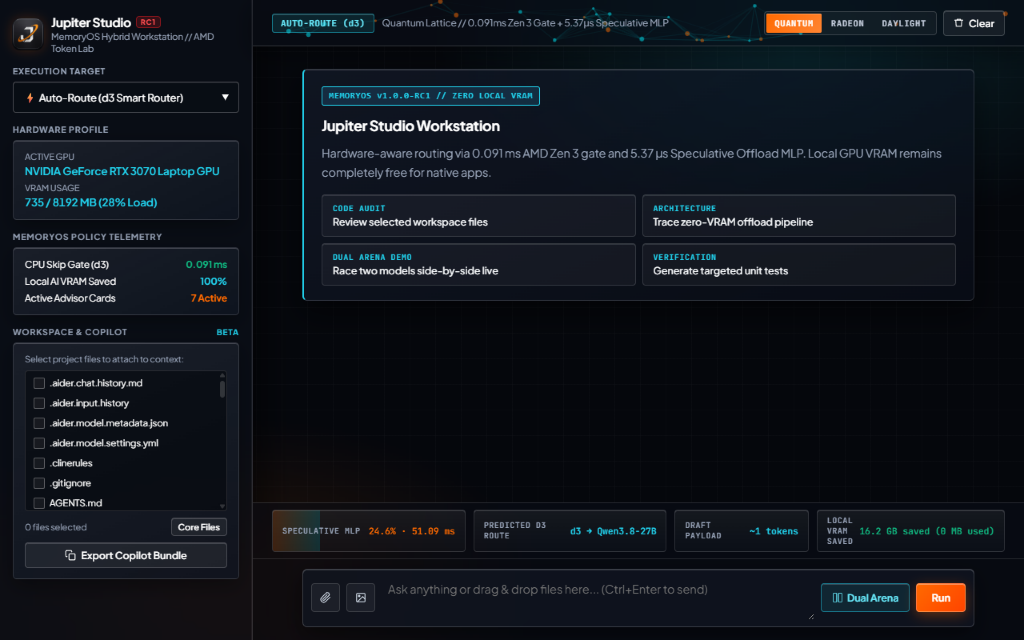 Jupiter Studio RC1
MemoryOS Hybrid Workstation // AMD
Token Lab
EXECUTION TARGET
Auto-Route (d3 Smart Router)
HARDWARE PROFILE
ACTIVE GPU
NVIDIA GeForce RTX 3070 Laptop GPU
VRAM USAGE
735 / 8192 MB (28% Load)
MEMORYOS POLICY TELEMETRY
CPU Skip Gate (d3) 0.091 ms
Local AI VRAM Saved 100%
Active Advisor Cards 7 Active
WORKSPACE & COPILOT BETA
Select project files to attach to context:
.aider.chat.history.md
.aider.input.history
.aider.model.metadata.json
.aider.model.settings.yml
.clinerules
.gitignore
AGENTS.md
0 files selected Core Files
Export Copilot Bundle
AUTO-ROUTE (d3) Quantum Lattice // 0.091ms Zen 3 Gate + 5.37µs Speculative MLP QUANTUM RADEON DAYLIGHT Clear
MEMORYOS v1.0.0-RC1 // ZERO LOCAL VRAM
Jupiter Studio Workstation
Hardware-aware routing via 0.091 ms AMD Zen 3 gate and 5.37 µs Speculative Offload MLP. Local GPU VRAM remains
completely free for native apps.
CODE AUDIT
Review selected workspace files
ARCHITECTURE
Trace zero-VRAM offload pipeline
DUAL ARENA DEMO
Race two models side-by-side live
VERIFICATION
Generate targeted unit tests
SPECULATIVE MLP 24.6% · 51.09 ms
PREDICTED D3
ROUTE
d3 → Qwen3.8-27B
DRAFT
PAYLOAD
~1 tokens
LOCAL
VRAM
SAVED
16.2 GB saved (0 MB used)
Ask anything or drag & drop files here... (Ctrl+Enter to send)
Dual Arena
Run